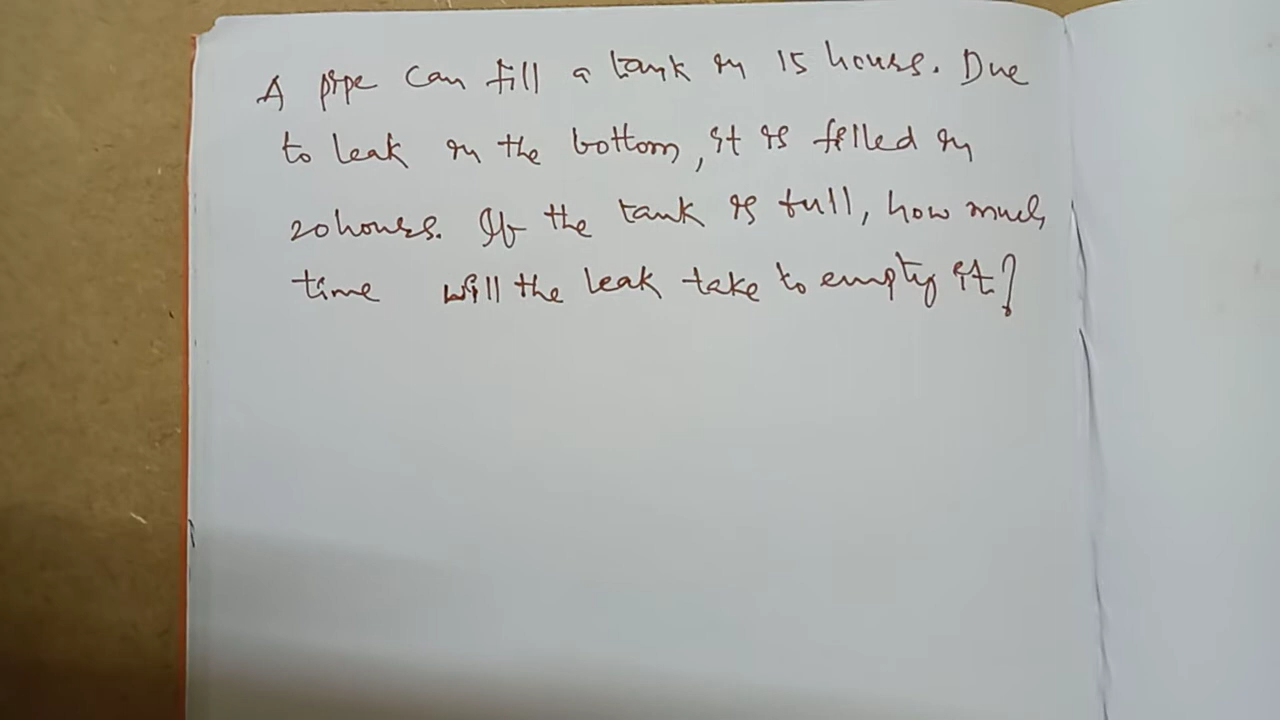 A pipe can fill a tank in 15 hours. Due
to leak in the bottom, it is filled in
20 hours. If the tank is full, how much
time will the leak take to empty it?